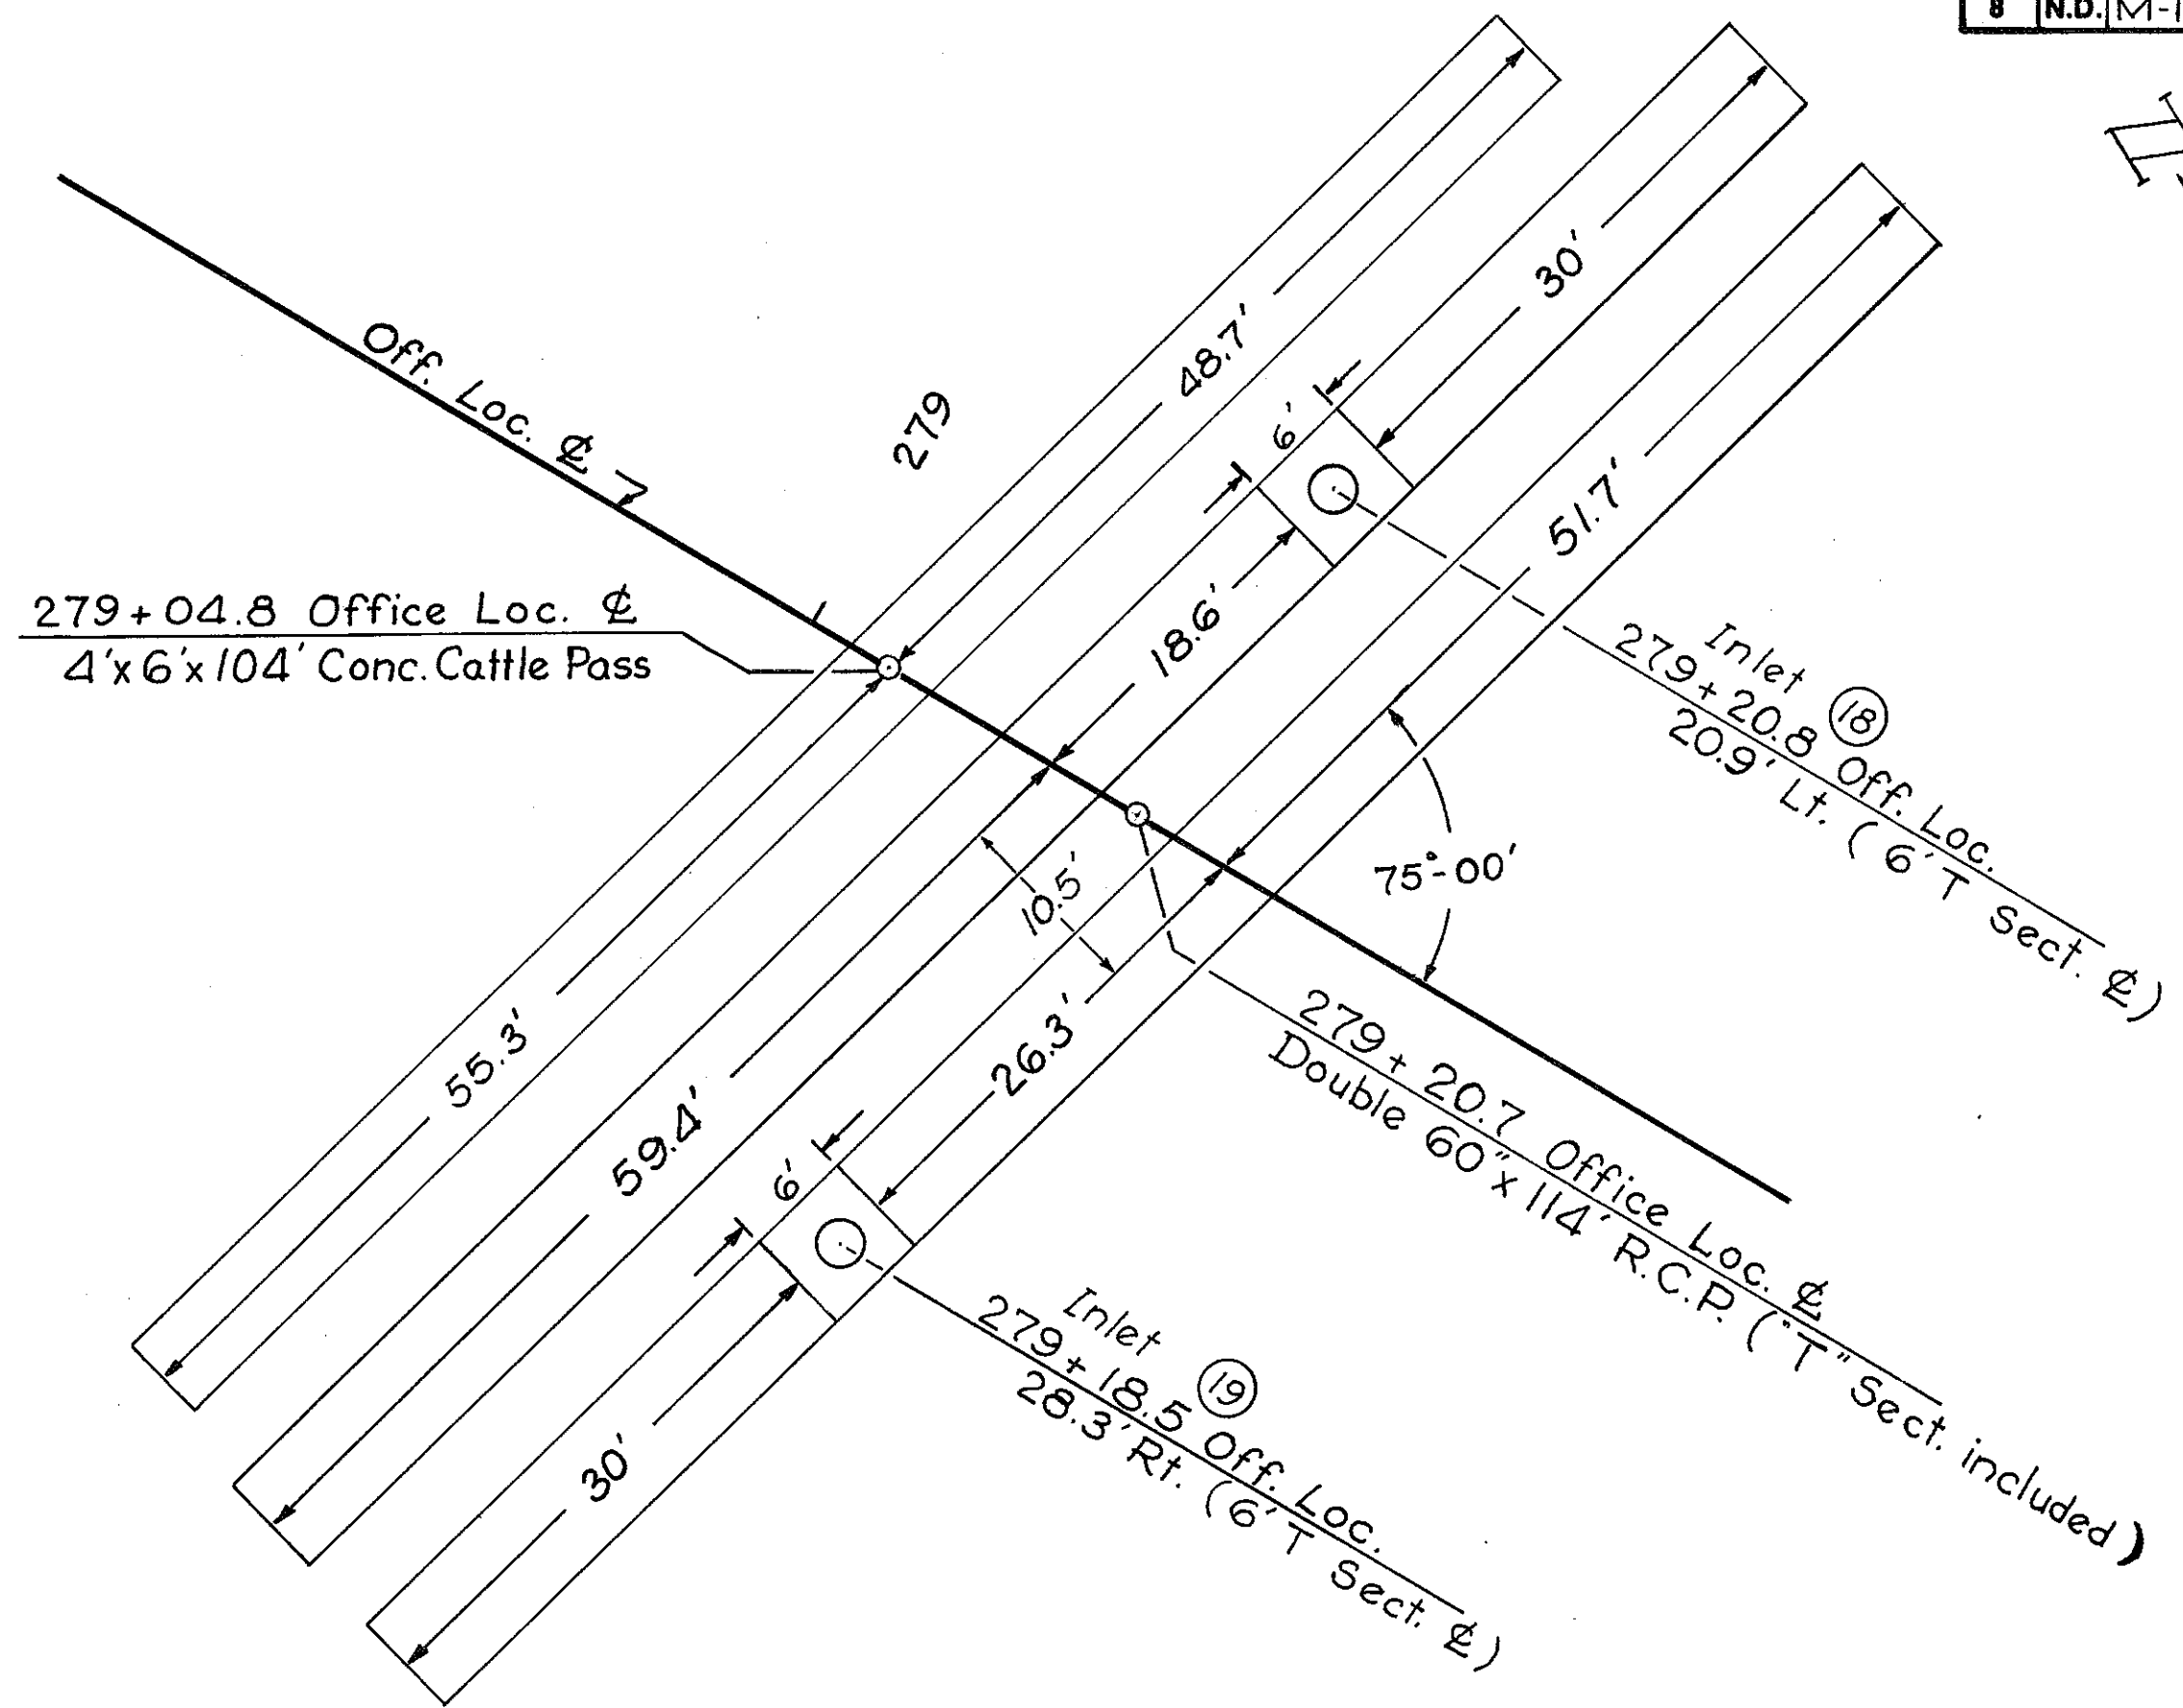 8 N.D. M-1
Off. Loc. ℄
279
48.7'
30'
6'
51.7'
18.6'
279+04.8 Office Loc. ℄
4'x6'x104' Conc. Cattle Pass
Inlet 18
279+20.8 Off. Loc.
20.9' Lt. (6' T Sect. ℄)
75°-00'
10.5'
26.3'
55.3'
59.4'
6'
279+20.7 Office Loc. ℄
Double 60"x114' R.C.P. ("T" Sect. included)
Inlet 19
279+18.5 Off. Loc.
28.3' Rt. (6' T Sect. ℄)
30'